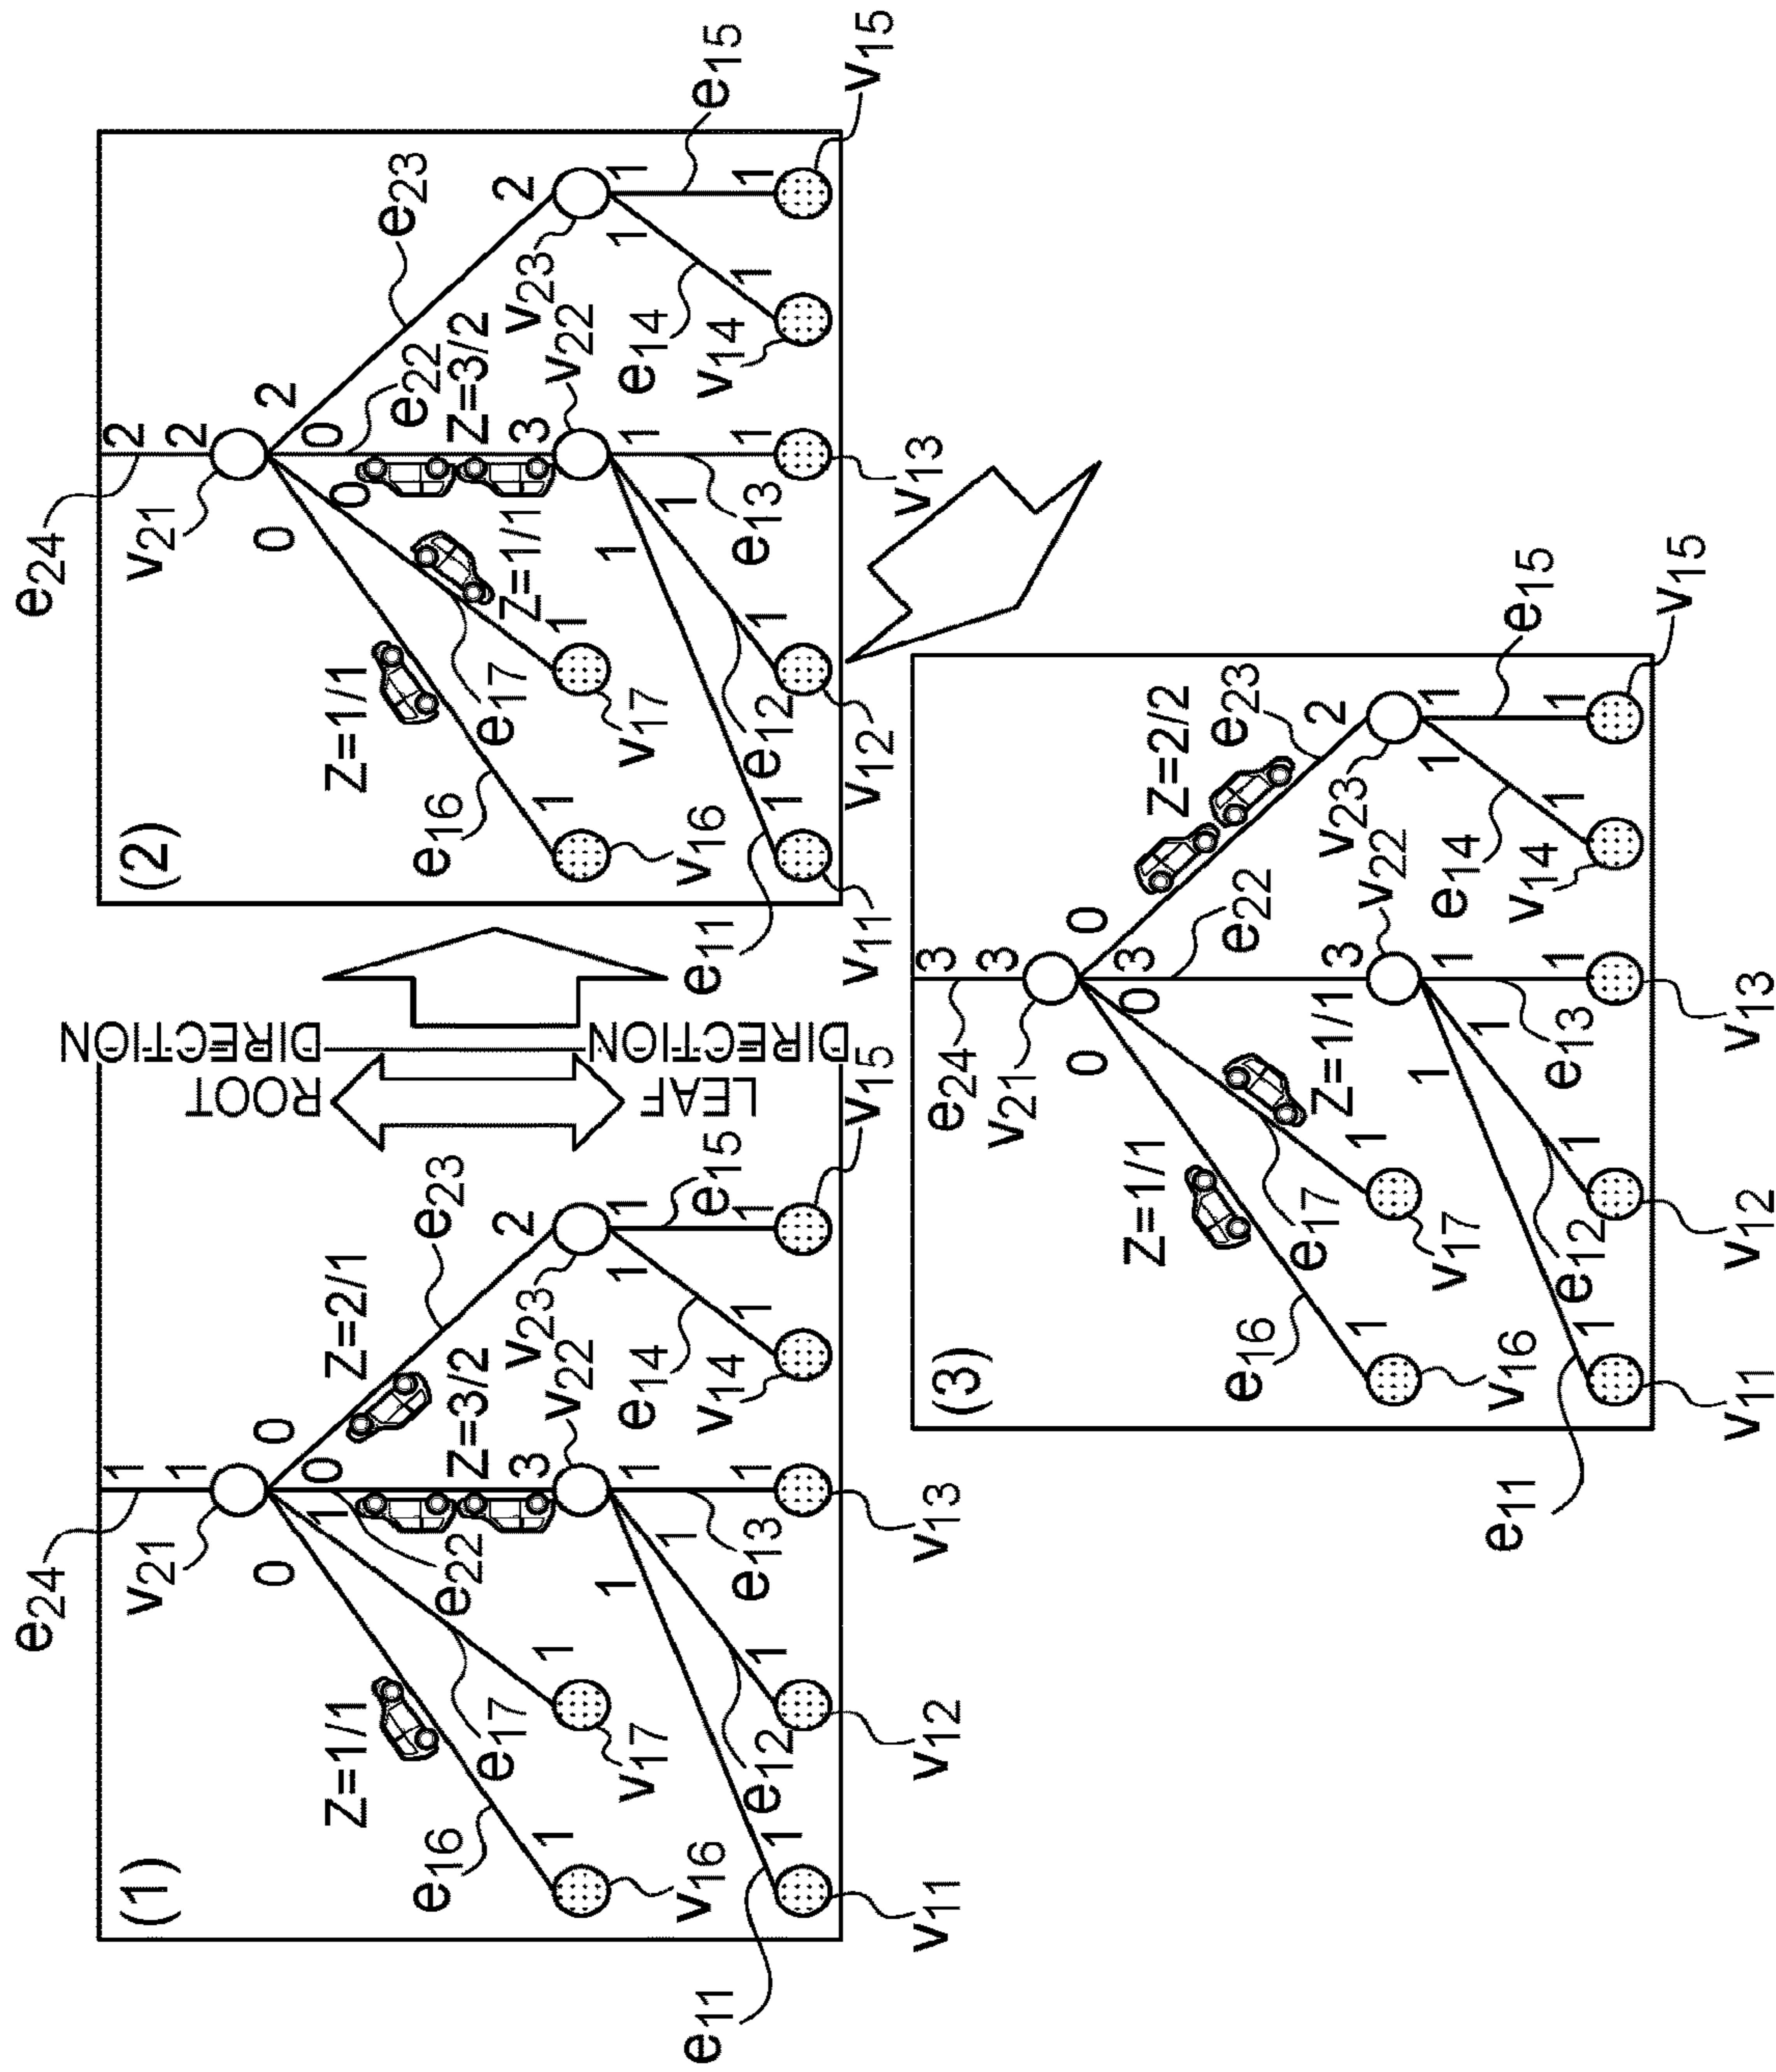 (1)
e24
1
1
v21
0
1
0
0
Z=1/1
Z=2/1
Z=3/2
e16
e17
e22
e23
1
1
3
2
v16
v17
v22
v23
1
1
1
1
1
e11
e12
e13
e14
e15
1
1
1
1
1
v11
v12
v13
v14
v15
ROOT
DIRECTION
LEAF
DIRECTION
(2)
e24
2
2
v21
0
0
0
2
Z=1/1
Z=1/1
Z=3/2
e16
e17
e22
e23
1
1
3
2
v16
v17
v22
v23
1
1
1
1
1
e11
e12
e13
e14
e15
1
1
1
1
1
v11
v12
v13
v14
v15
(3)
e24
3
3
v21
0
0
3
0
Z=1/1
Z=1/1
Z=2/2
e16
e17
e22
e23
1
1
3
2
v16
v17
v22
v23
1
1
1
1
1
e11
e12
e13
e14
e15
1
1
1
1
1
v11
v12
v13
v14
v15